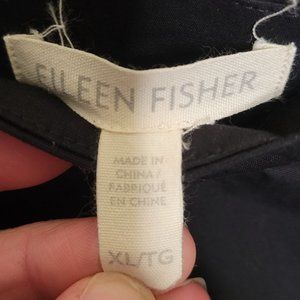 EILEEN FISHER
MADE IN
CHINA/
FABRIQUÉ
EN CHINE
XL/TG